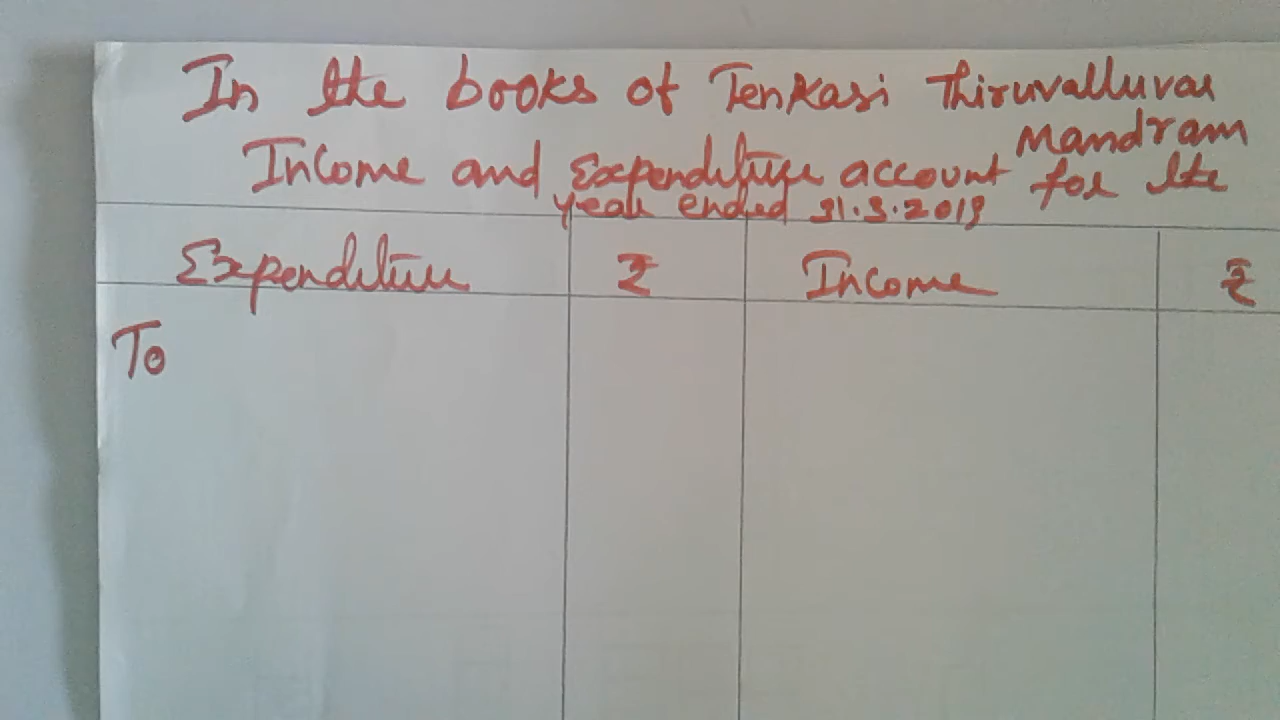 In the books of Tenkasi Thiruvalluvar
Mandram
Income and Expenditure account for the
year ended 31.3.2019
Expenditure ₹ Income ₹
To